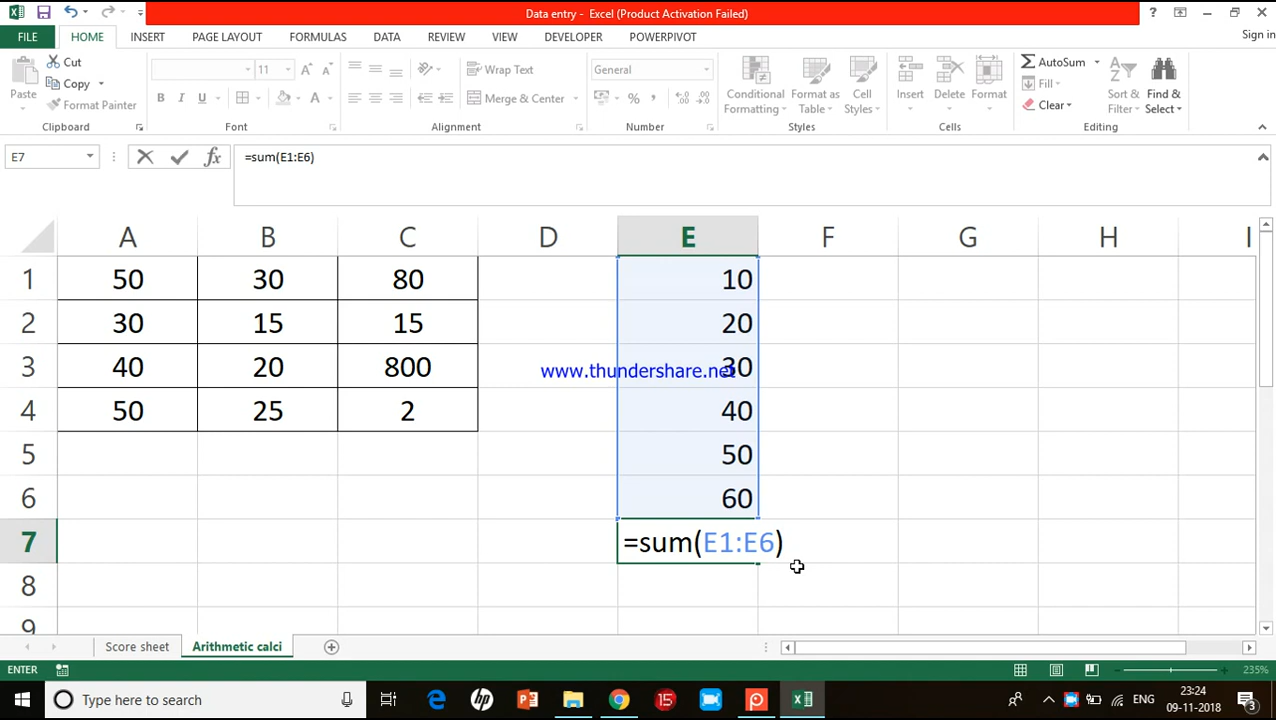 Data entry - Excel (Product Activation Failed)
?
FILE HOME INSERT PAGE LAYOUT FORMULAS DATA REVIEW VIEW DEVELOPER POWERPIVOT Sign in
Paste
Cut
Copy
Format Painter
Clipboard
11
B I U A
Font
Wrap Text
Merge & Center
Alignment
General
%
Number
Conditional Formatting
Format as Table
Cell Styles
Styles
Insert
Delete
Format
Cells
AutoSum
Fill
Clear
Sort & Filter
Find & Select
Editing
E7 fx =sum(E1:E6)
A B C D E F G H I
1 50 30 80 10
2 30 15 15 20
3 40 20 800 30
www.thundershare.net
4 50 25 2 40
5 50
6 60
7 =sum(E1:E6)
8
9
Score sheet Arithmetic calci
ENTER 235%
Type here to search
hp
15
ENG
23:24
09-11-2018
3